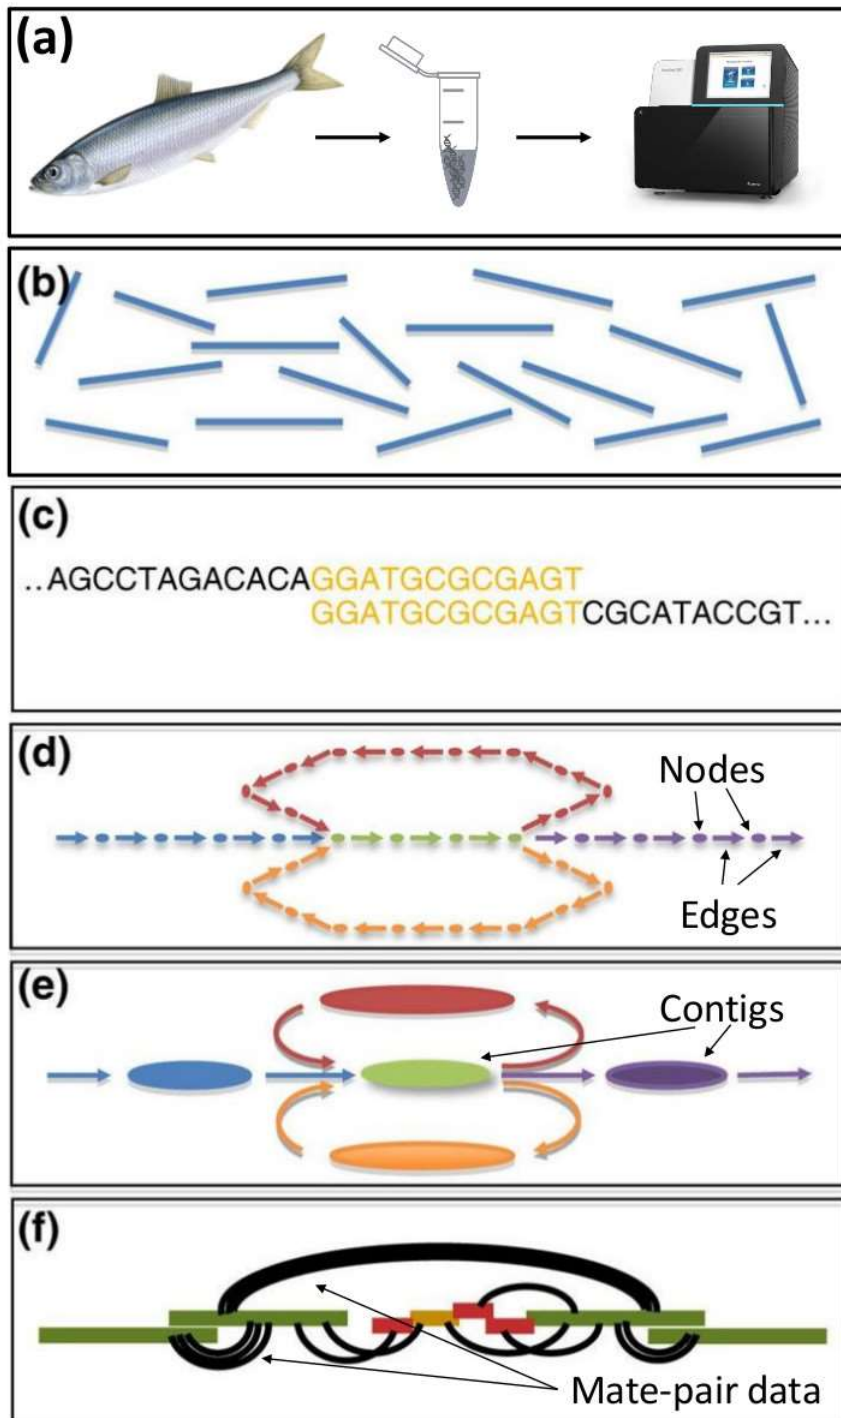 (a)
(b)
(c)
..AGCCTAGACACAGGATGCGCGAGT
GGATGCGCGAGTCGCATACCGT...
(d)
Nodes
Edges
(e)
Contigs
(f)
Mate-pair data